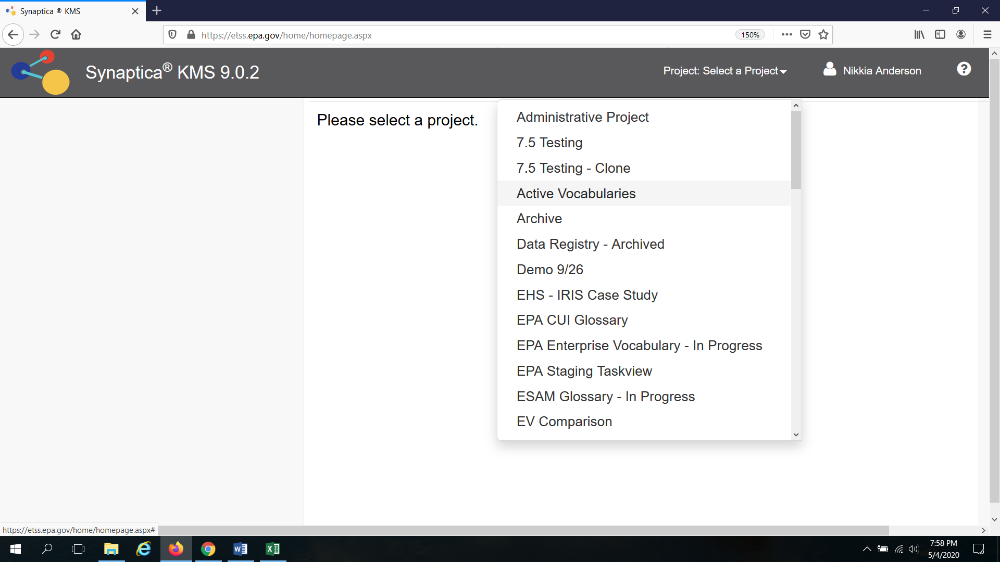 Synaptica ® KMS
https://etss.epa.gov/home/homepage.aspx
150%
Synaptica® KMS 9.0.2
Project: Select a Project
Nikkia Anderson
Please select a project.
Administrative Project
7.5 Testing
7.5 Testing - Clone
Active Vocabularies
Archive
Data Registry - Archived
Demo 9/26
EHS - IRIS Case Study
EPA CUI Glossary
EPA Enterprise Vocabulary - In Progress
EPA Staging Taskview
ESAM Glossary - In Progress
EV Comparison
https://etss.epa.gov/home/homepage.aspx#
7:58 PM
5/4/2020